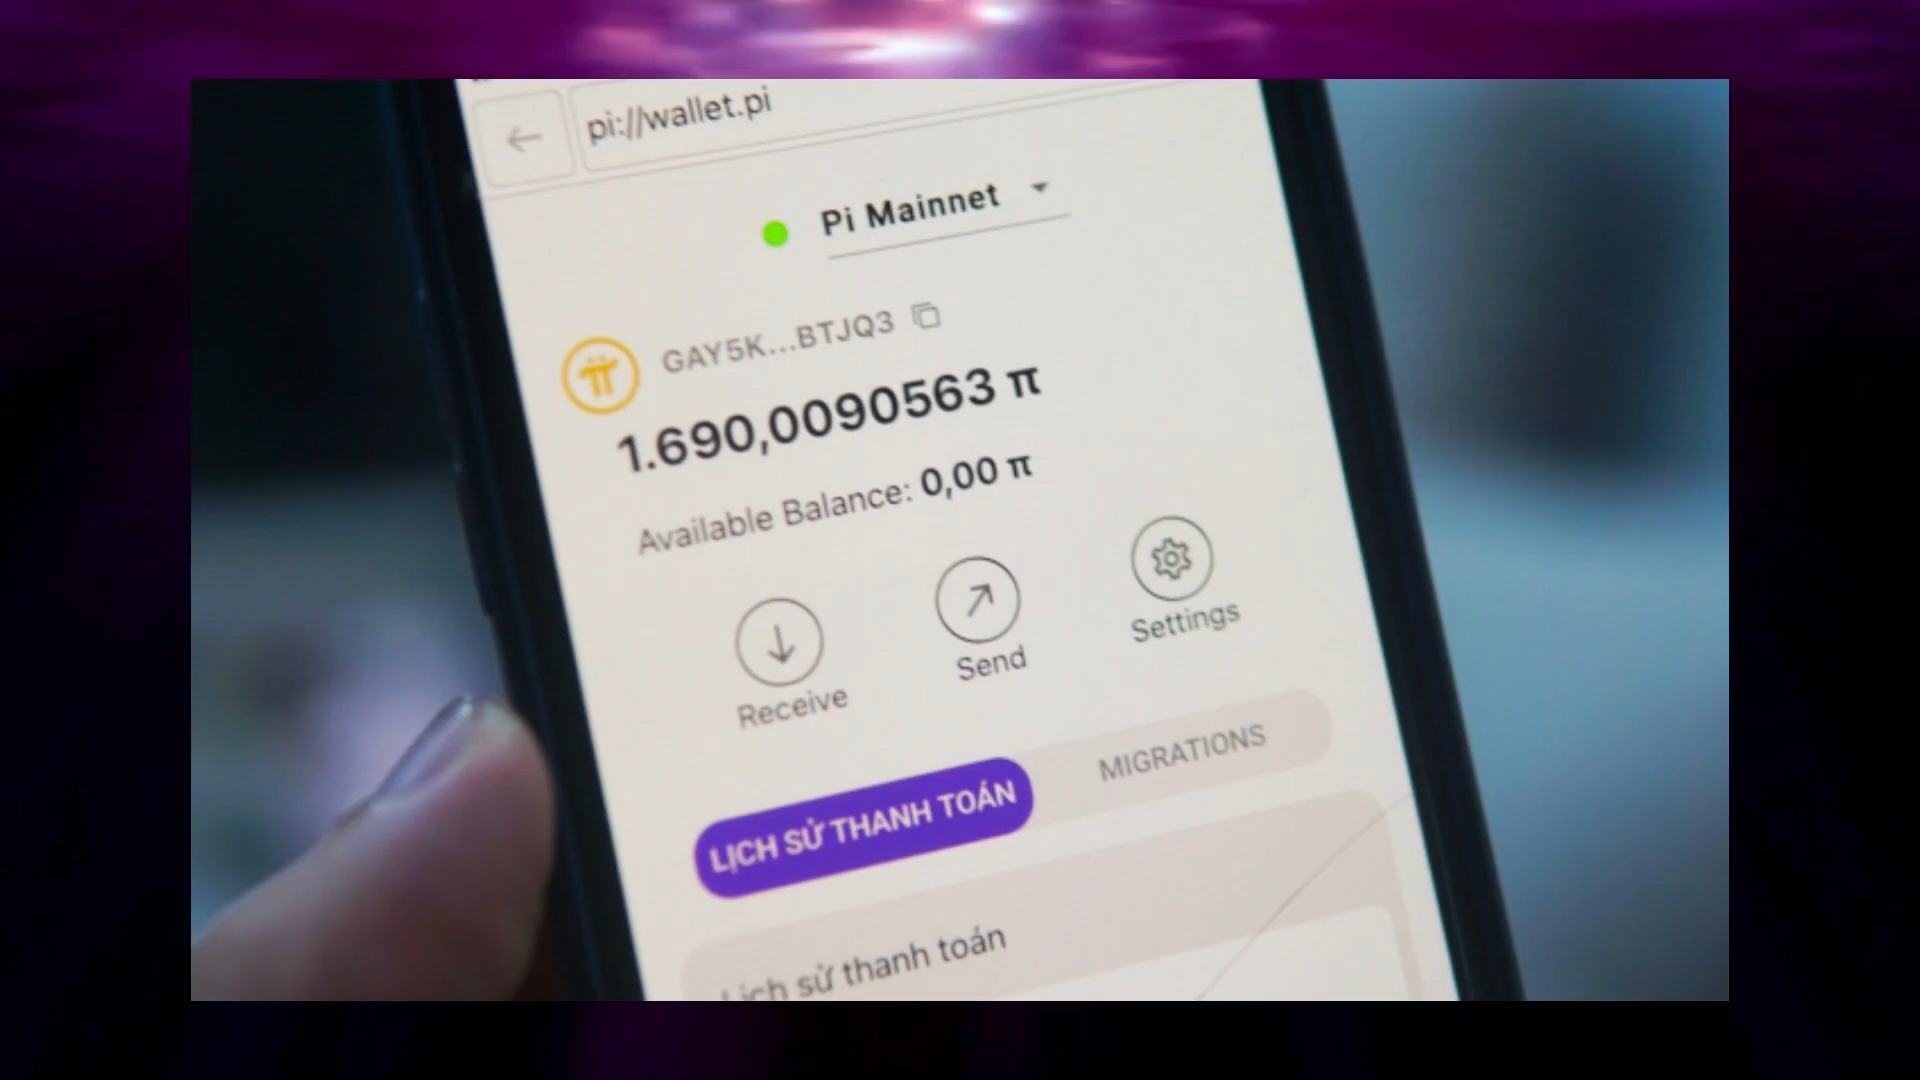 pi://wallet.pi
Pi Mainnet
GAY5K...BTJQ3
1.690,0090563 π
Available Balance: 0,00 π
Receive
Send
Settings
LỊCH SỬ THANH TOÁN
MIGRATIONS
Lịch sử thanh toán